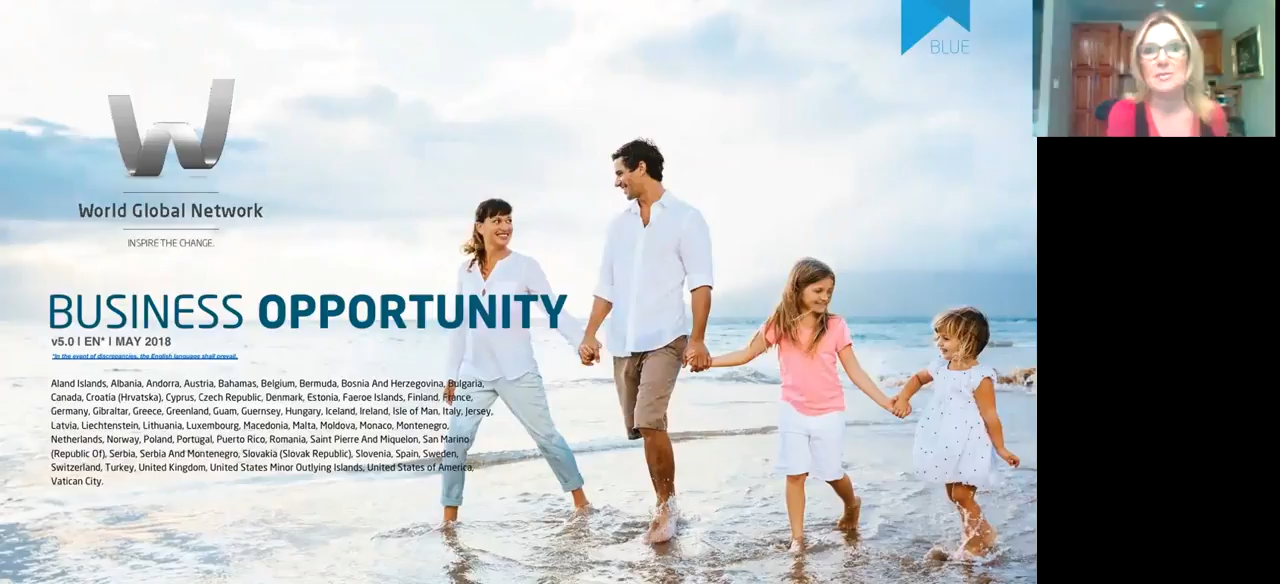 BLUE
World Global Network
INSPIRE THE CHANGE.
BUSINESS OPPORTUNITY
v5.0 I EN* I MAY 2018
*In the event of discrepancies, the English language shall prevail.
Aland Islands, Albania, Andorra, Austria, Bahamas, Belgium, Bermuda, Bosnia And Herzegovina, Bulgaria,
Canada, Croatia (Hrvatska), Cyprus, Czech Republic, Denmark, Estonia, Faeroe Islands, Finland, France,
Germany, Gibraltar, Greece, Greenland, Guam, Guernsey, Hungary, Iceland, Ireland, Isle of Man, Italy, Jersey,
Latvia, Liechtenstein, Lithuania, Luxembourg, Macedonia, Malta, Moldova, Monaco, Montenegro,
Netherlands, Norway, Poland, Portugal, Puerto Rico, Romania, Saint Pierre And Miquelon, San Marino
(Republic Of), Serbia, Serbia And Montenegro, Slovakia (Slovak Republic), Slovenia, Spain, Sweden,
Switzerland, Turkey, United Kingdom, United States Minor Outlying Islands, United States of America,
Vatican City.